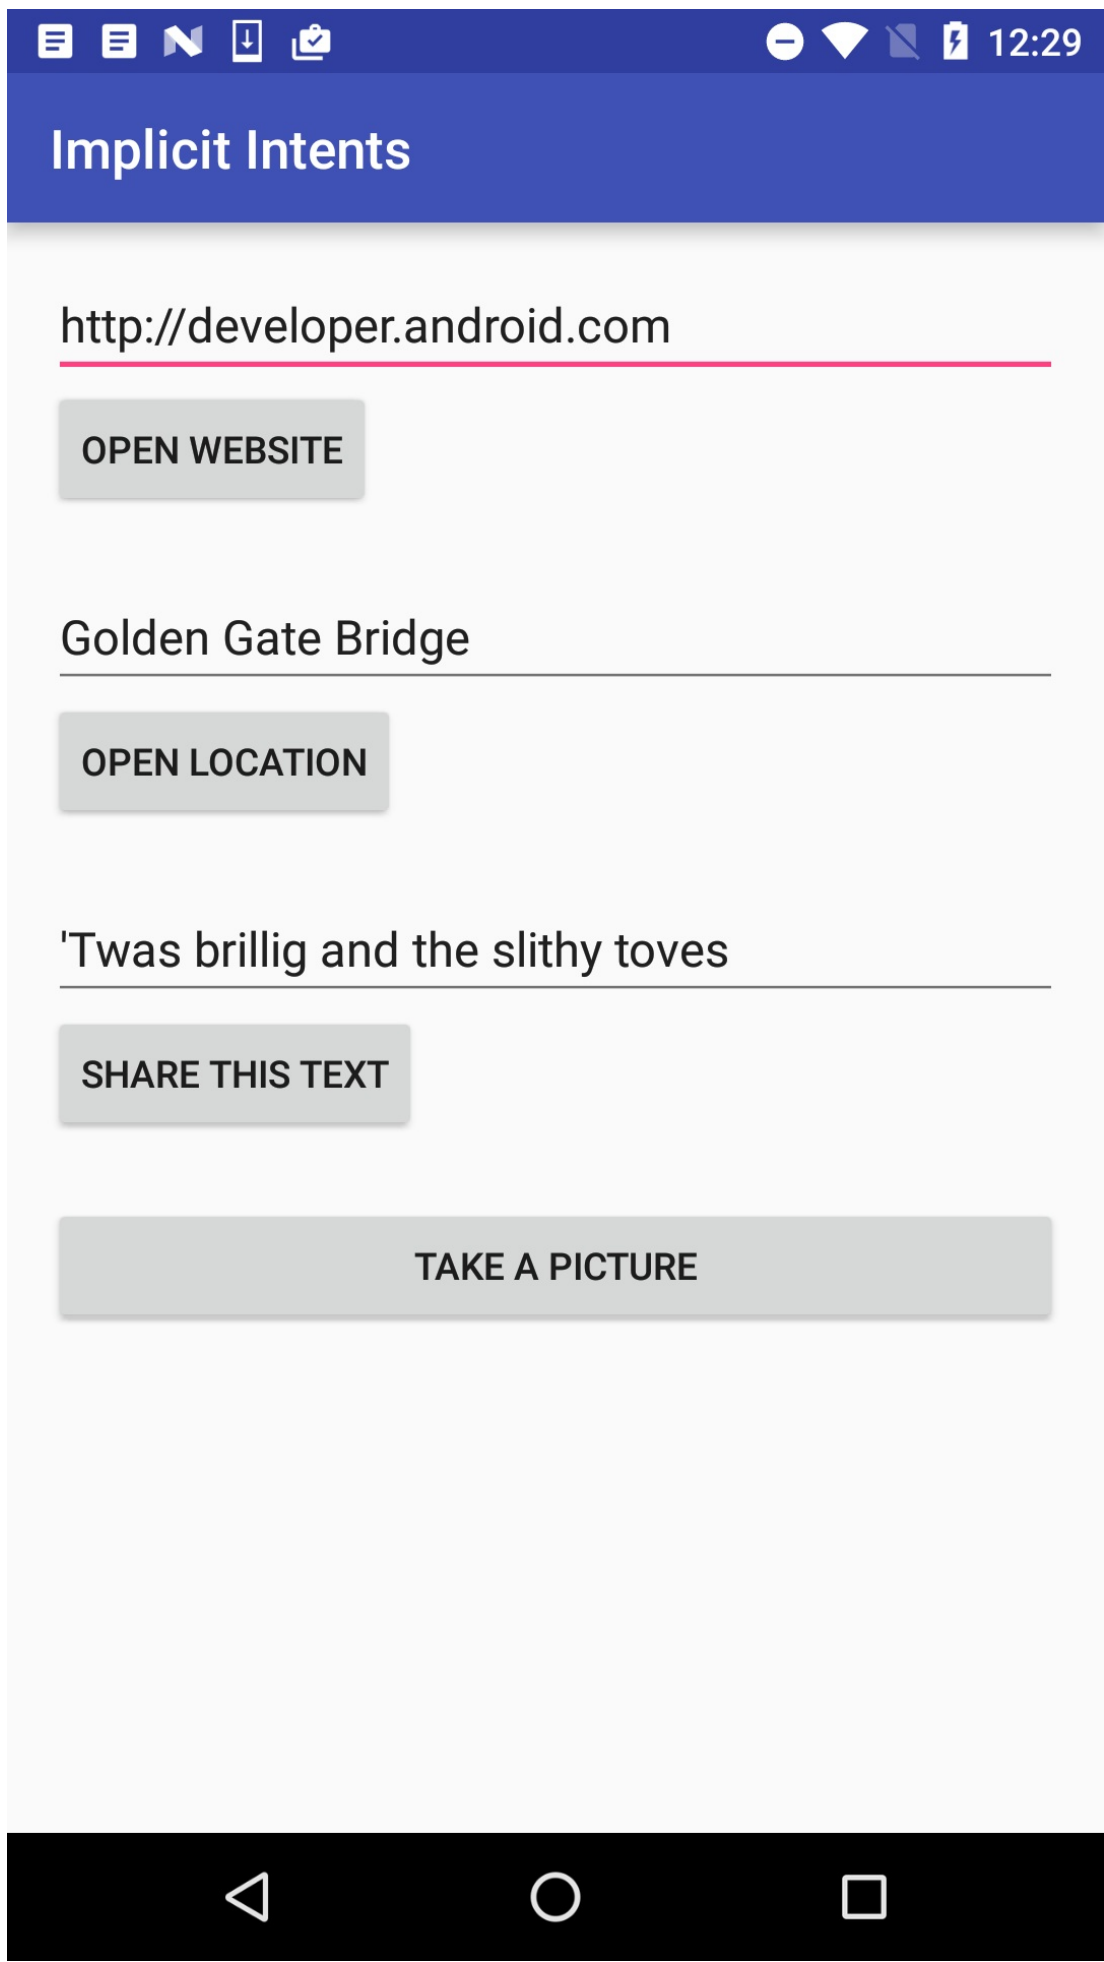 12:29
Implicit Intents
http://developer.android.com
OPEN WEBSITE
Golden Gate Bridge
OPEN LOCATION
'Twas brillig and the slithy toves
SHARE THIS TEXT
TAKE A PICTURE